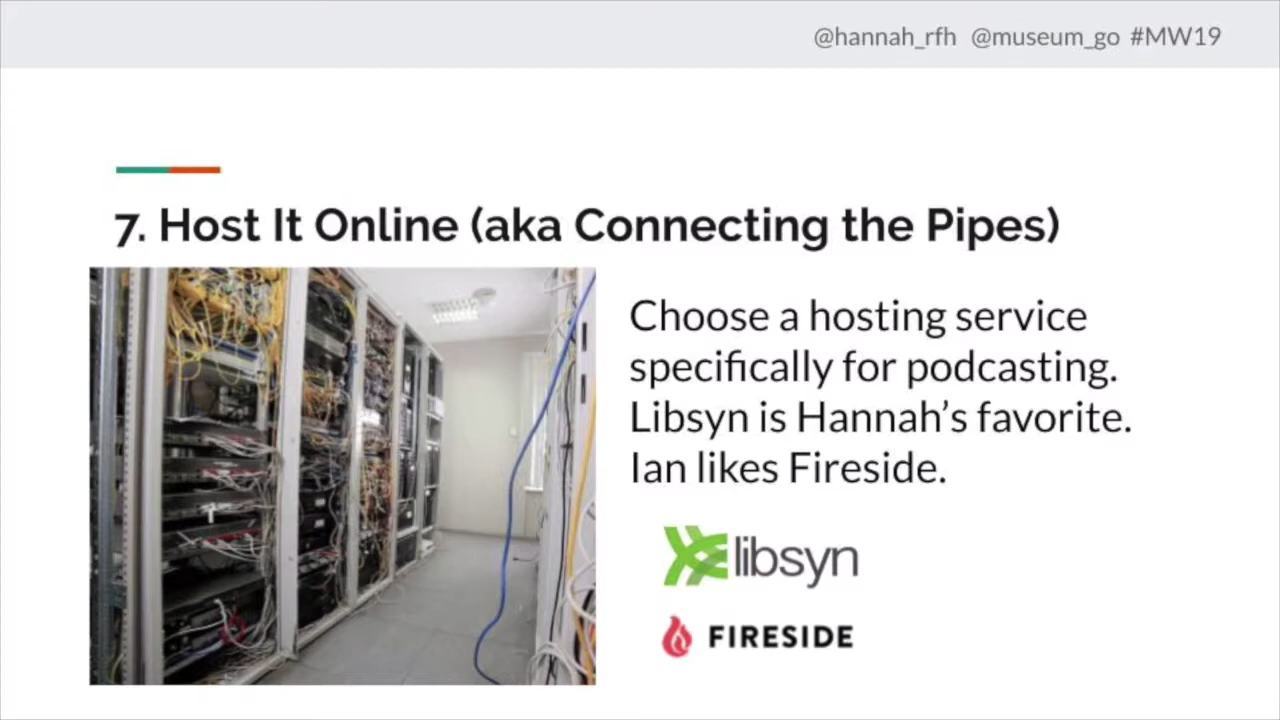 @hannah_rfh @museum_go #MW19
7. Host It Online (aka Connecting the Pipes)
Choose a hosting service
specifically for podcasting.
Libsyn is Hannah’s favorite.
Ian likes Fireside.
libsyn
FIRESIDE